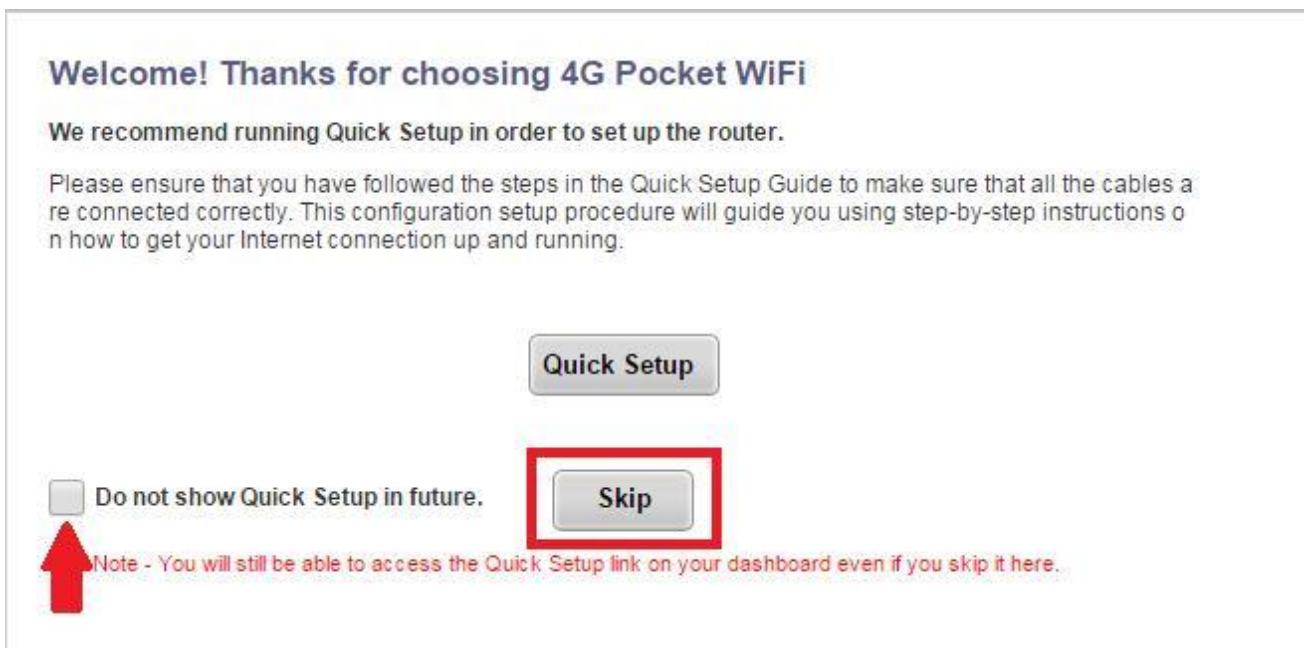 Welcome! Thanks for choosing 4G Pocket WiFi
We recommend running Quick Setup in order to set up the router.
Please ensure that you have followed the steps in the Quick Setup Guide to make sure that all the cables a
re connected correctly. This configuration setup procedure will guide you using step-by-step instructions o
n how to get your Internet connection up and running.
Quick Setup
Do not show Quick Setup in future.
Skip
Note - You will still be able to access the Quick Setup link on your dashboard even if you skip it here.